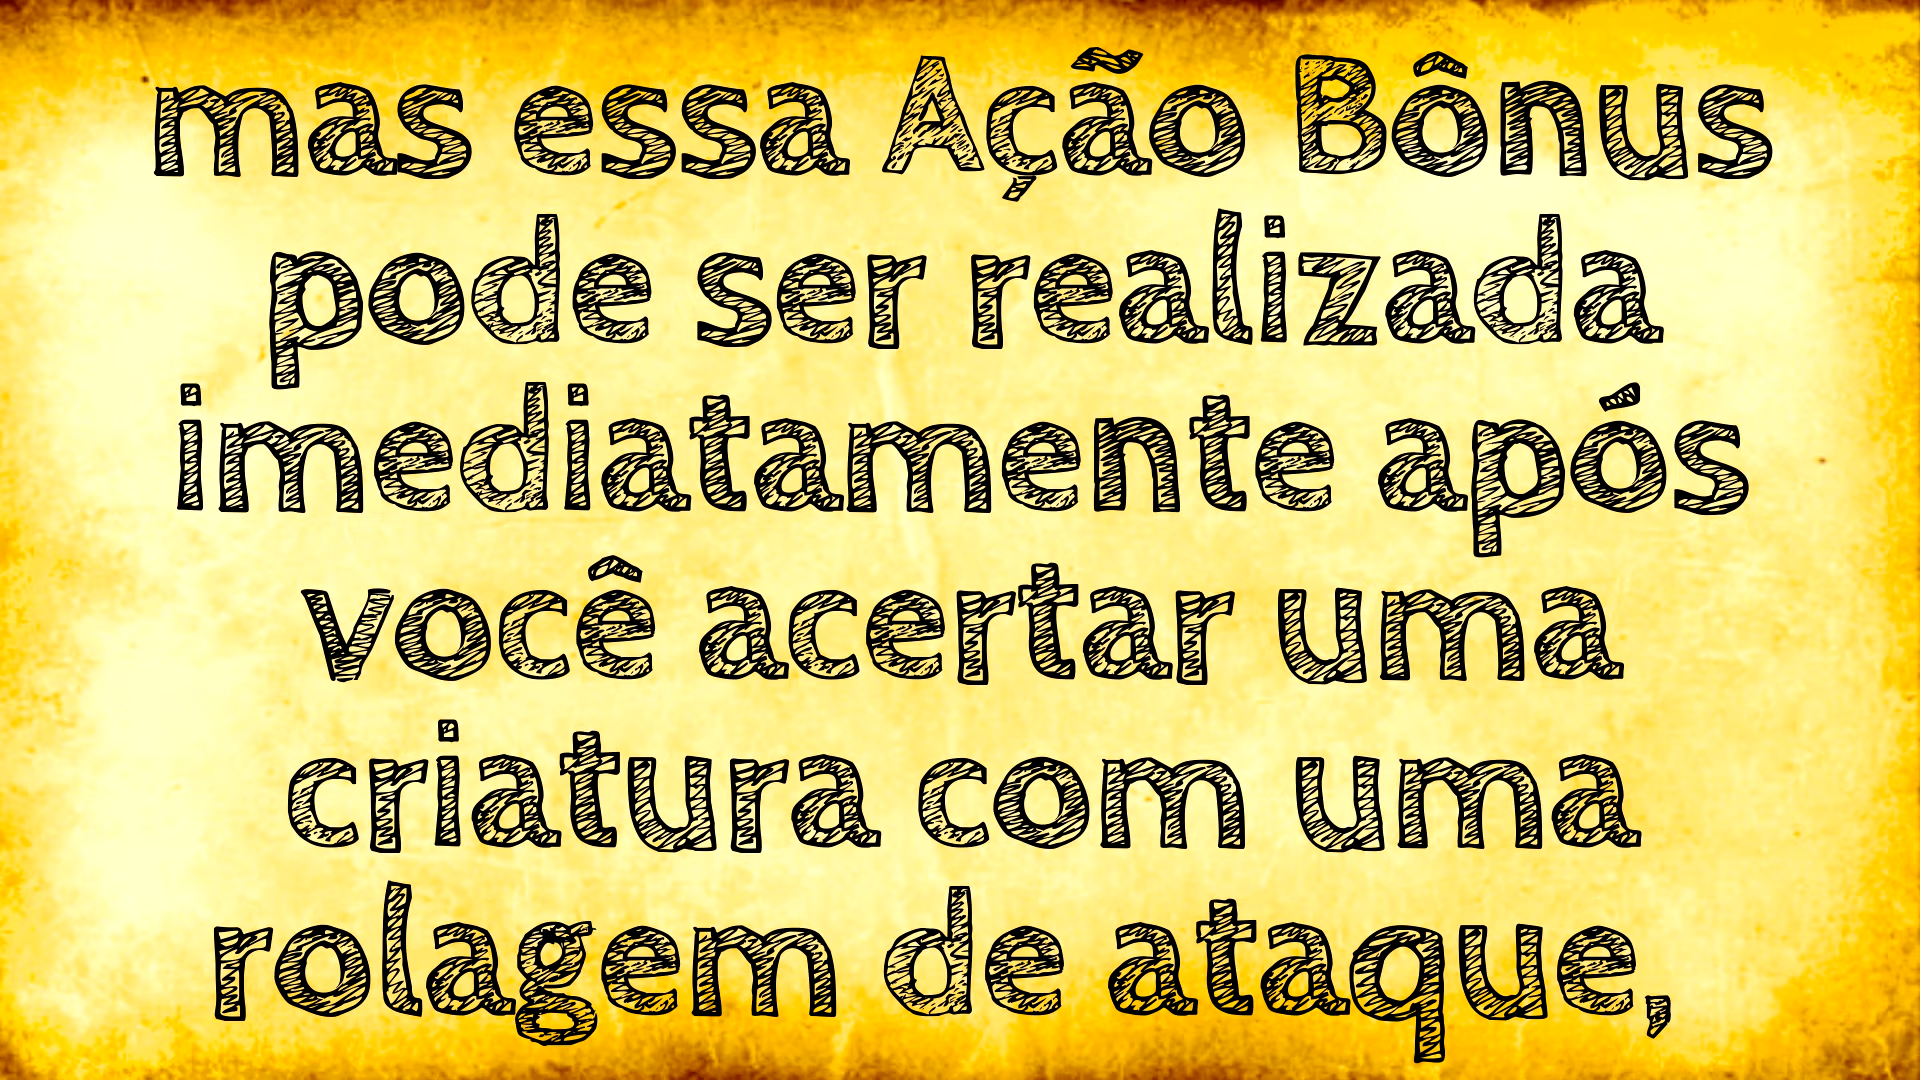 mas essa Ação Bônus
pode ser realizada
imediatamente após
você acertar uma
criatura com uma
rolagem de ataque,